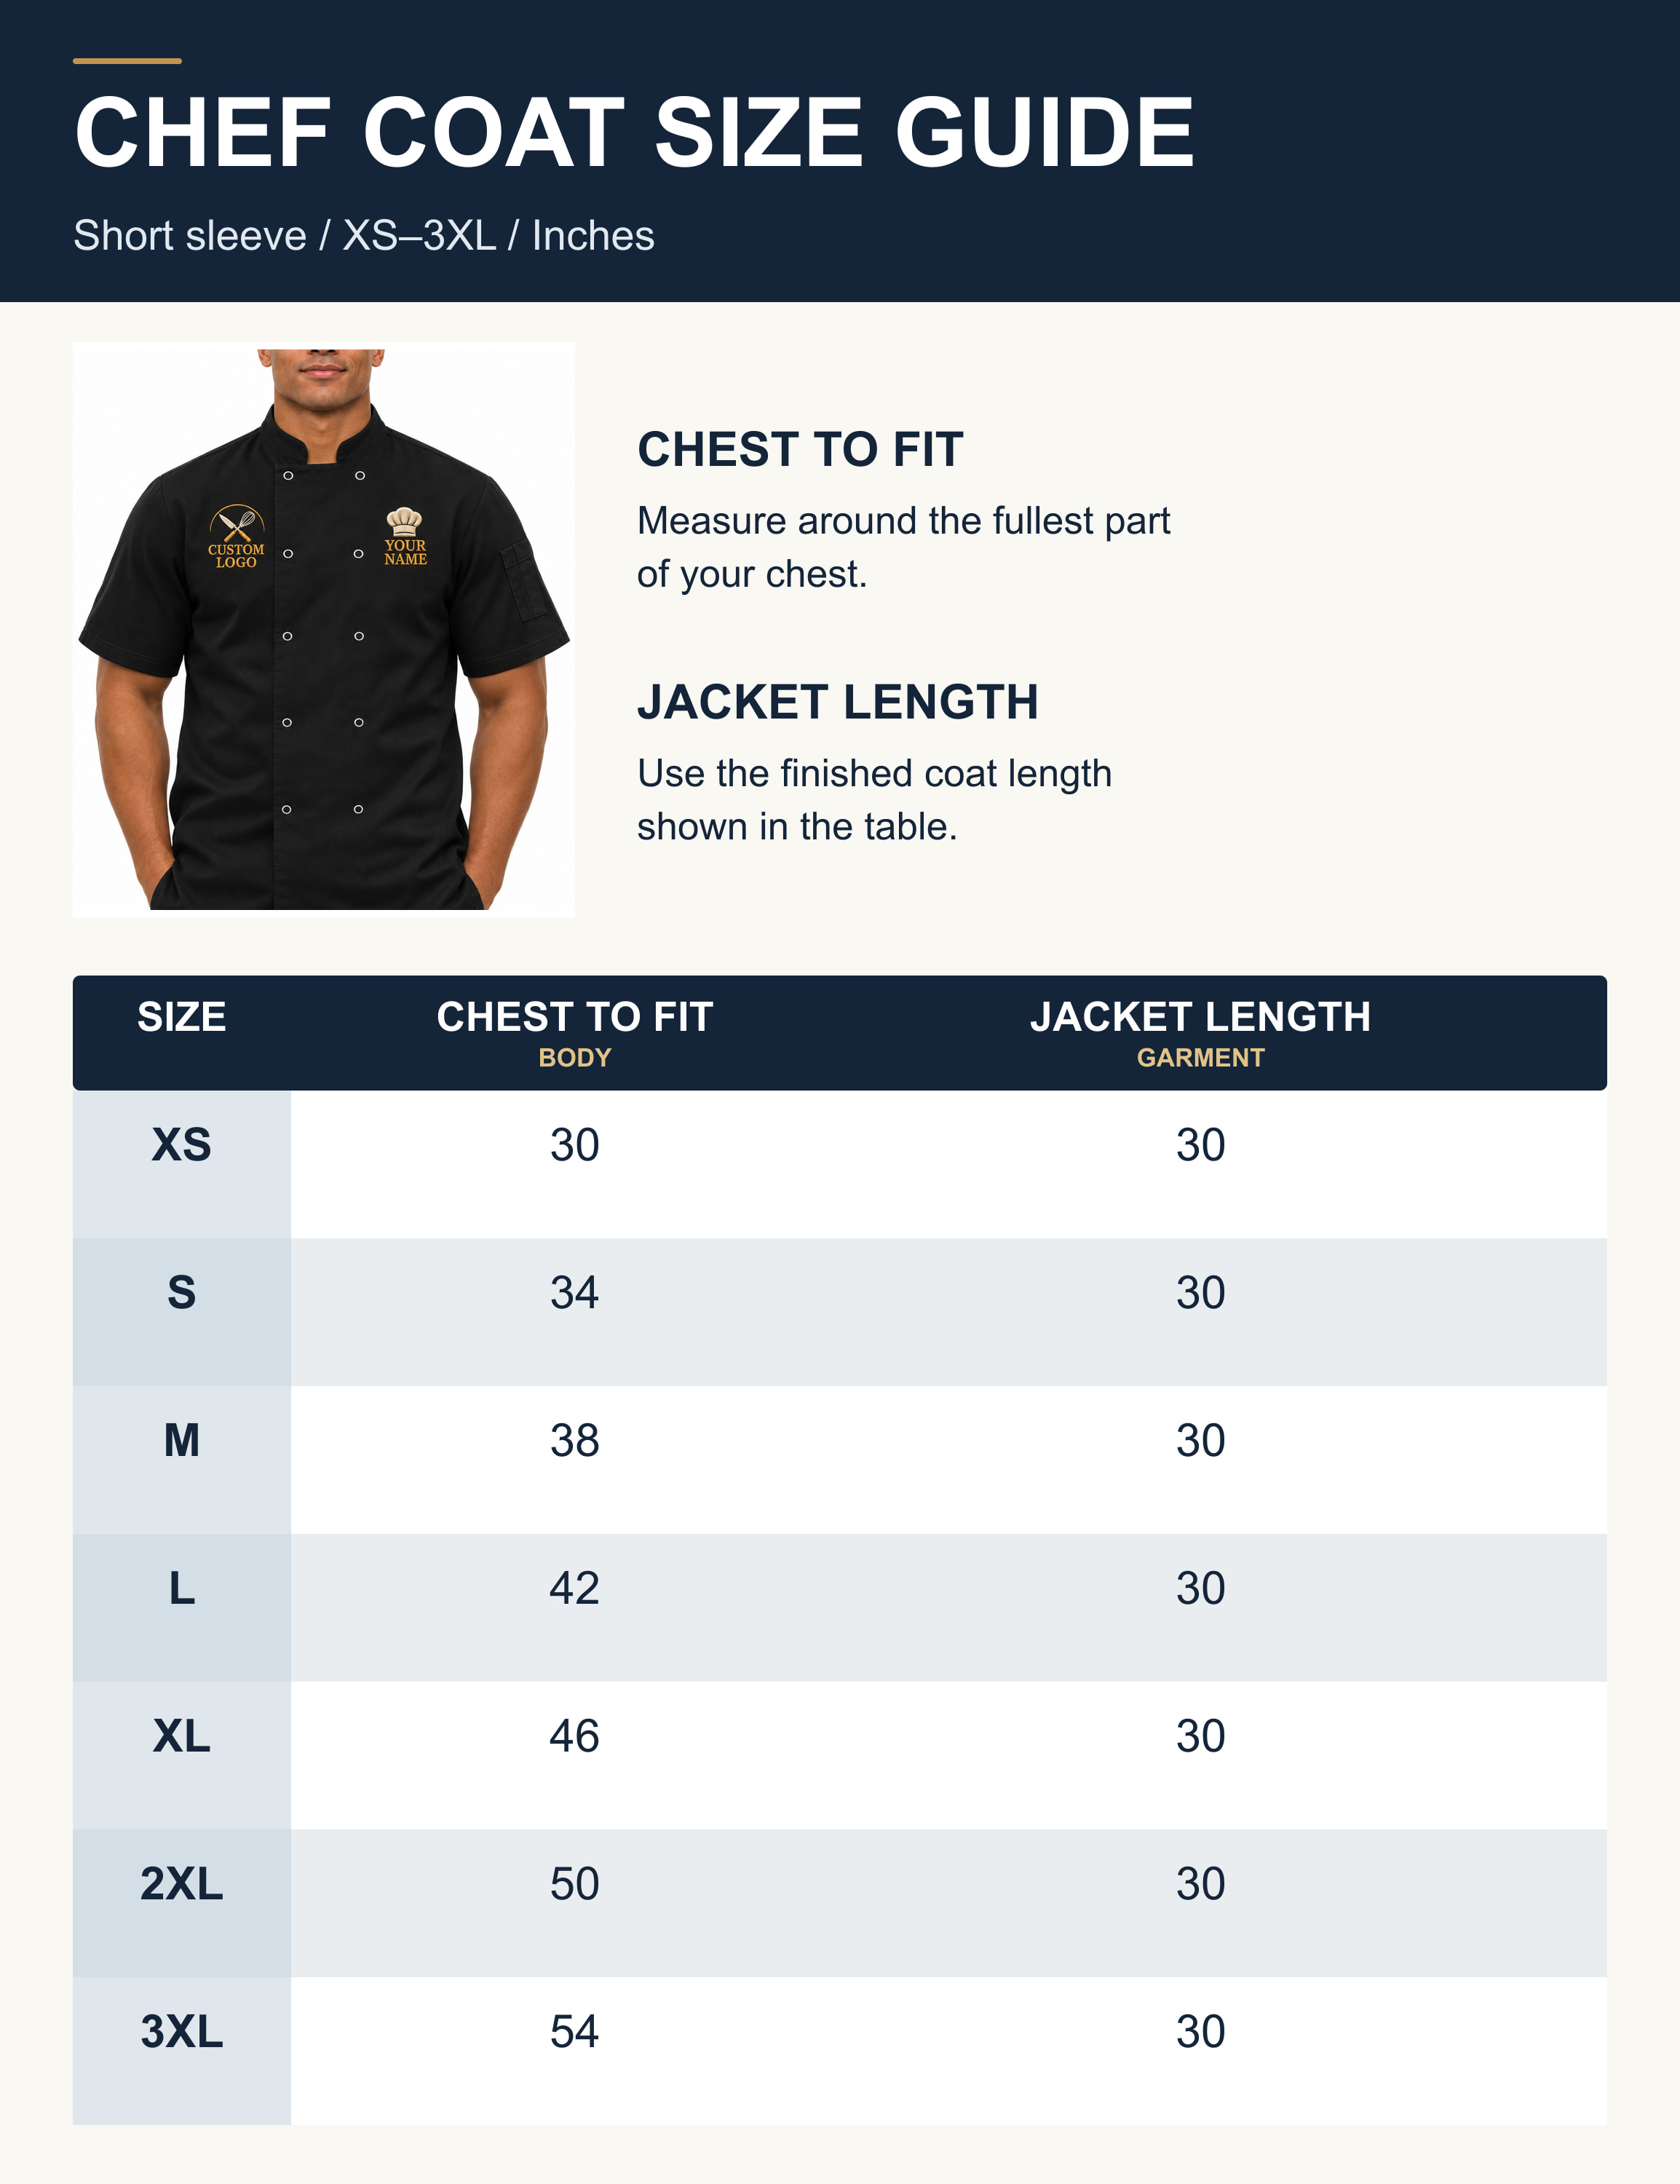 CHEF COAT SIZE GUIDE
Short sleeve / XS–3XL / Inches
CUSTOM
LOGO
YOUR
NAME
CHEST TO FIT
Measure around the fullest part
of your chest.
JACKET LENGTH
Use the finished coat length
shown in the table.
SIZE CHEST TO FIT JACKET LENGTH
BODY GARMENT
XS 30 30
S 34 30
M 38 30
L 42 30
XL 46 30
2XL 50 30
3XL 54 30